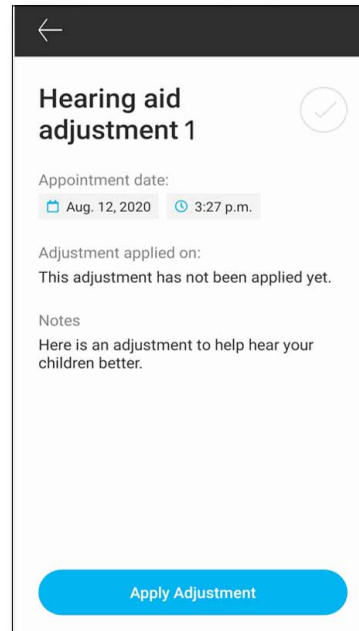 Hearing aid
adjustment 1
Appointment date:
Aug. 12, 2020 3:27 p.m.
Adjustment applied on:
This adjustment has not been applied yet.
Notes
Here is an adjustment to help hear your
children better.
Apply Adjustment